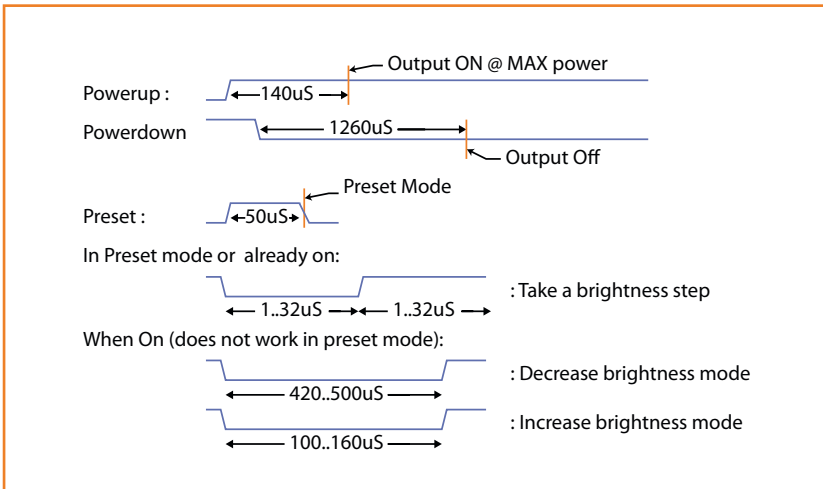 Output ON @ MAX power
Powerup :
140uS
Powerdown
1260uS
Output Off
Preset Mode
Preset :
50uS
In Preset mode or already on:
: Take a brightness step
1..32uS 1..32uS
When On (does not work in preset mode):
: Decrease brightness mode
420..500uS
: Increase brightness mode
100..160uS